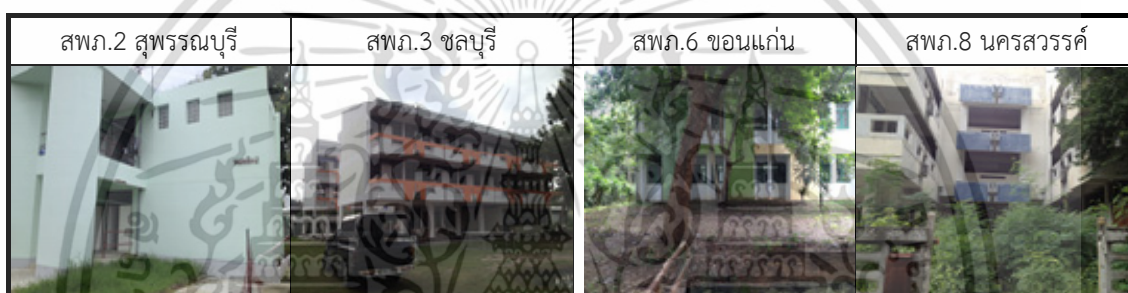 สพภ.2 สุพรรณบุรี
สพภ.3 ชลบุรี
สพภ.6 ขอนแก่น
สพภ.8 นครสวรรค์